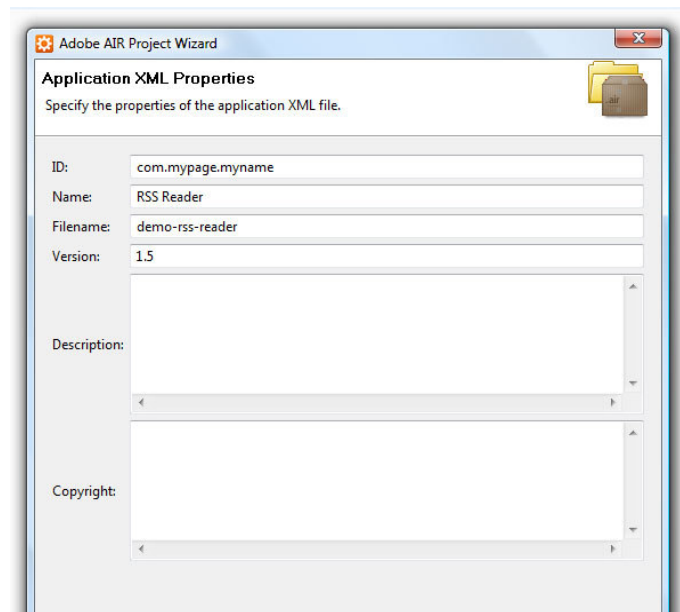 Adobe AIR Project Wizard
Application XML Properties
Specify the properties of the application XML file.
air
ID: com.mypage.myname
Name: RSS Reader
Filename: demo-rss-reader
Version: 1.5
Description:
Copyright: